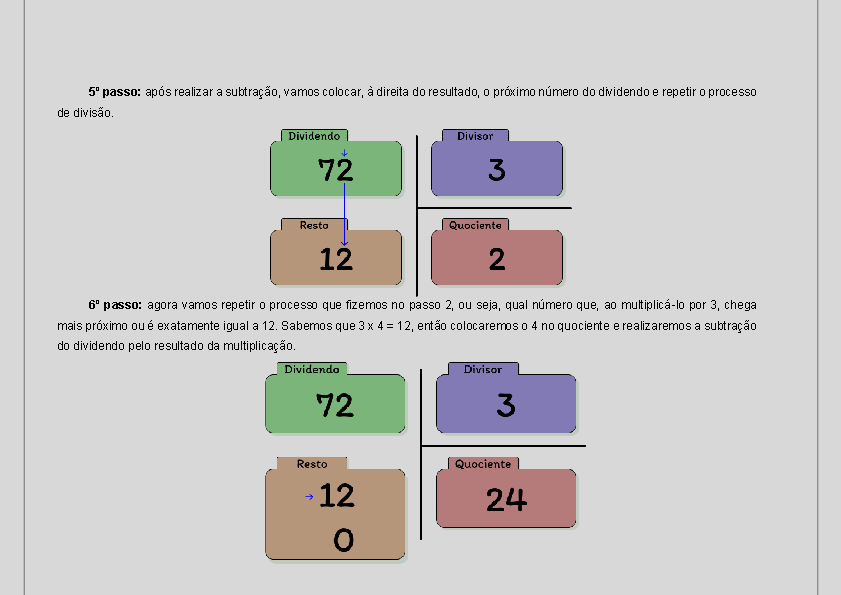 5º passo: após realizar a subtração, vamos colocar, à direita do resultado, o próximo número do dividendo e repetir o processo
de divisão.
Dividendo
Divisor
72
3
Resto
Quociente
12
2
6º passo: agora vamos repetir o processo que fizemos no passo 2, ou seja, qual número que, ao multiplicá-lo por 3, chega
mais próximo ou é exatamente igual a 12. Sabemos que 3 x 4 = 12, então colocaremos o 4 no quociente e realizaremos a subtração
do dividendo pelo resultado da multiplicação.
Dividendo
Divisor
72
3
Resto
Quociente
12
24
0